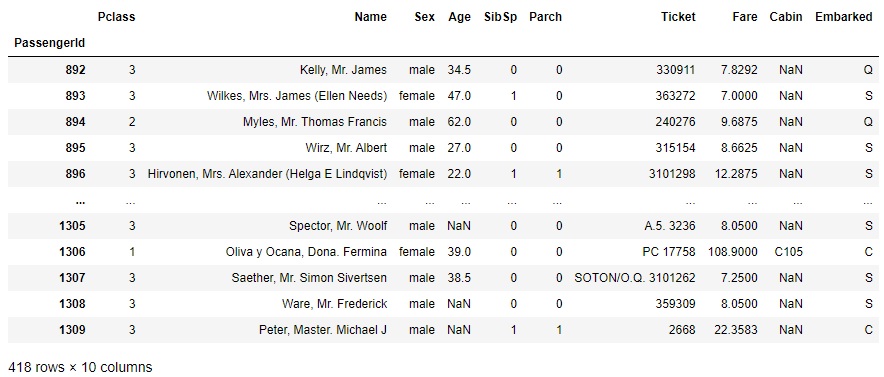 Pclass Name Sex Age SibSp Parch Ticket Fare Cabin Embarked
PassengerId
892 3 Kelly, Mr. James male 34.5 0 0 330911 7.8292 NaN Q
893 3 Wilkes, Mrs. James (Ellen Needs) female 47.0 1 0 363272 7.0000 NaN S
894 2 Myles, Mr. Thomas Francis male 62.0 0 0 240276 9.6875 NaN Q
895 3 Wirz, Mr. Albert male 27.0 0 0 315154 8.6625 NaN S
896 3 Hirvonen, Mrs. Alexander (Helga E Lindqvist) female 22.0 1 1 3101298 12.2875 NaN S
... ... ... ... ... ... ... ... ... ... ...
1305 3 Spector, Mr. Woolf male NaN 0 0 A.5. 3236 8.0500 NaN S
1306 1 Oliva y Ocana, Dona. Fermina female 39.0 0 0 PC 17758 108.9000 C105 C
1307 3 Saether, Mr. Simon Sivertsen male 38.5 0 0 SOTON/O.Q. 3101262 7.2500 NaN S
1308 3 Ware, Mr. Frederick male NaN 0 0 359309 8.0500 NaN S
1309 3 Peter, Master. Michael J male NaN 1 1 2668 22.3583 NaN C
418 rows × 10 columns